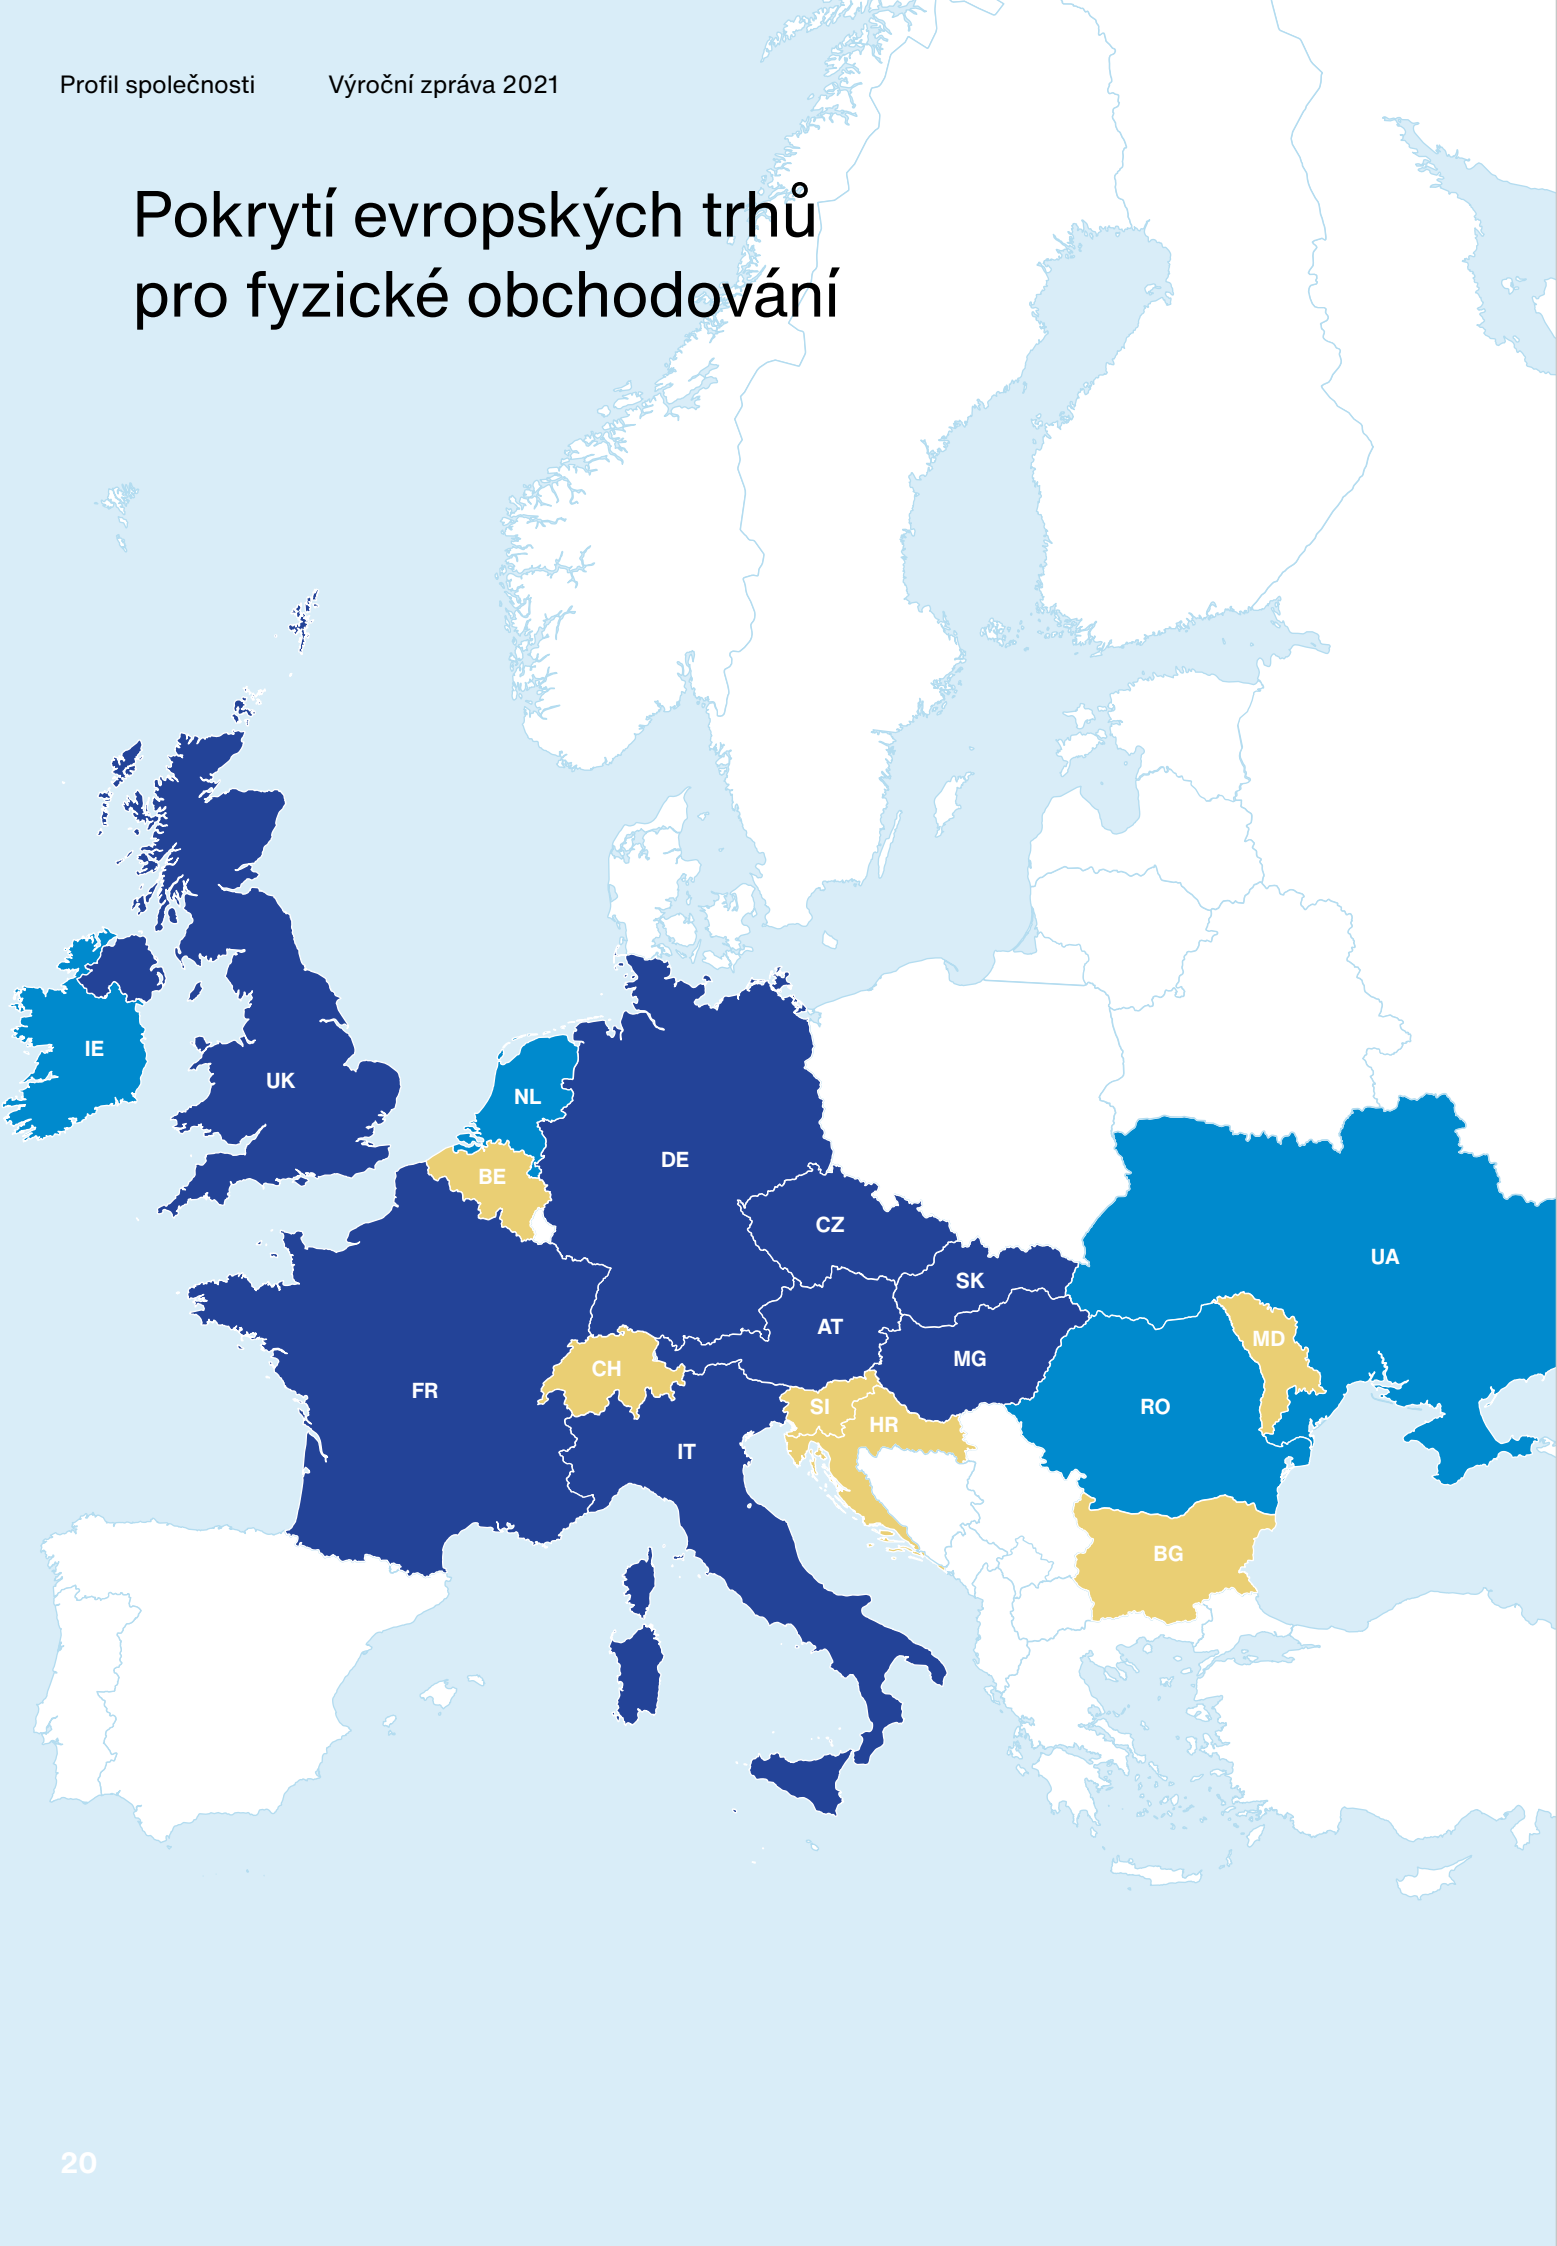 Profil společnosti
Výroční zpráva 2021
Pokrytí evropských trhů
pro fyzické obchodování
IE
UK
NL
DE
BE
CZ
UA
SK
AT
MD
MG
CH
FR
RO
SI
HR
IT
BG
20